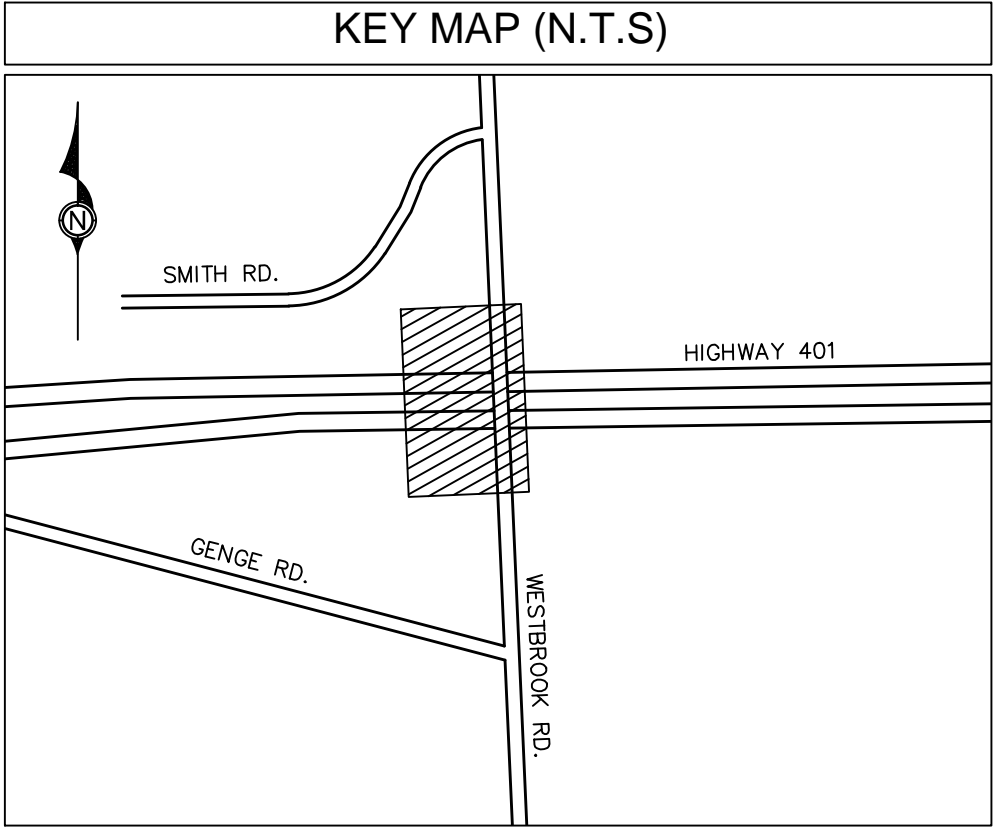 KEY MAP (N.T.S)
N
SMITH RD.
HIGHWAY 401
GENGE RD.
WESTBROOK RD.